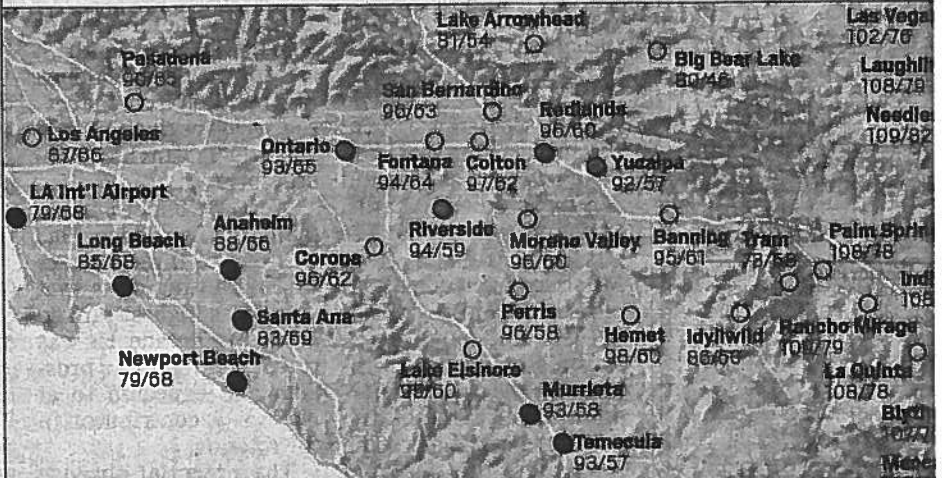 Lake Arrowhead
81/54
Las Vega
102/76
Pasadena
Big Bear Lake
80/46
Laughli
108/79
San Bernardino
96/63
Redlands
96/60
Needles
109/82
Los Angeles
87/66
Ontario
93/65
Fontana
94/64
Colton
97/62
Yucaipa
92/57
LA Int'l Airport
79/68
Anaheim
88/66
Riverside
94/59
Moreno Valley
96/60
Banning
95/61
Tram
Palm Sprin
108/78
Long Beach
85/68
Corona
96/62
Indi
108
Perris
96/58
Santa Ana
83/69
Hemet
98/60
Idyllwild
Rancho Mirage
Newport Beach
79/68
Lake Elsinore
La Quinta
108/78
Murrieta
93/58
Temecula
93/57